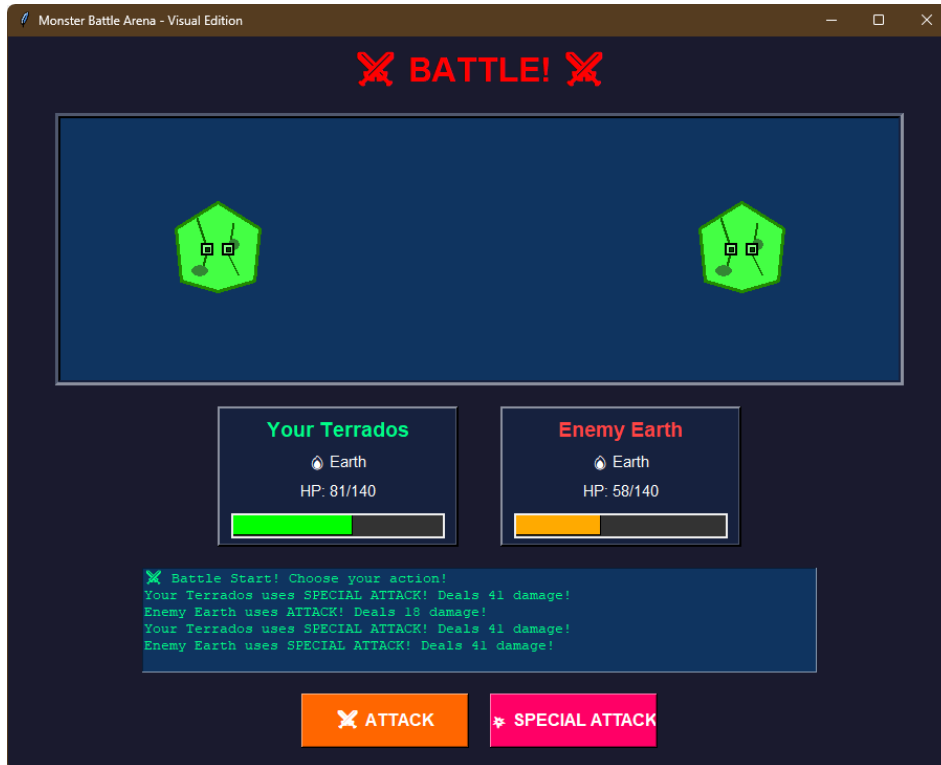 Monster Battle Arena - Visual Edition
⚔ BATTLE! ⚔
Your Terrados
Earth
HP: 81/140
Enemy Earth
Earth
HP: 58/140
⚔ Battle Start! Choose your action!
Your Terrados uses SPECIAL ATTACK! Deals 41 damage!
Enemy Earth uses ATTACK! Deals 18 damage!
Your Terrados uses SPECIAL ATTACK! Deals 41 damage!
Enemy Earth uses SPECIAL ATTACK! Deals 41 damage!
⚔ ATTACK
SPECIAL ATTACK